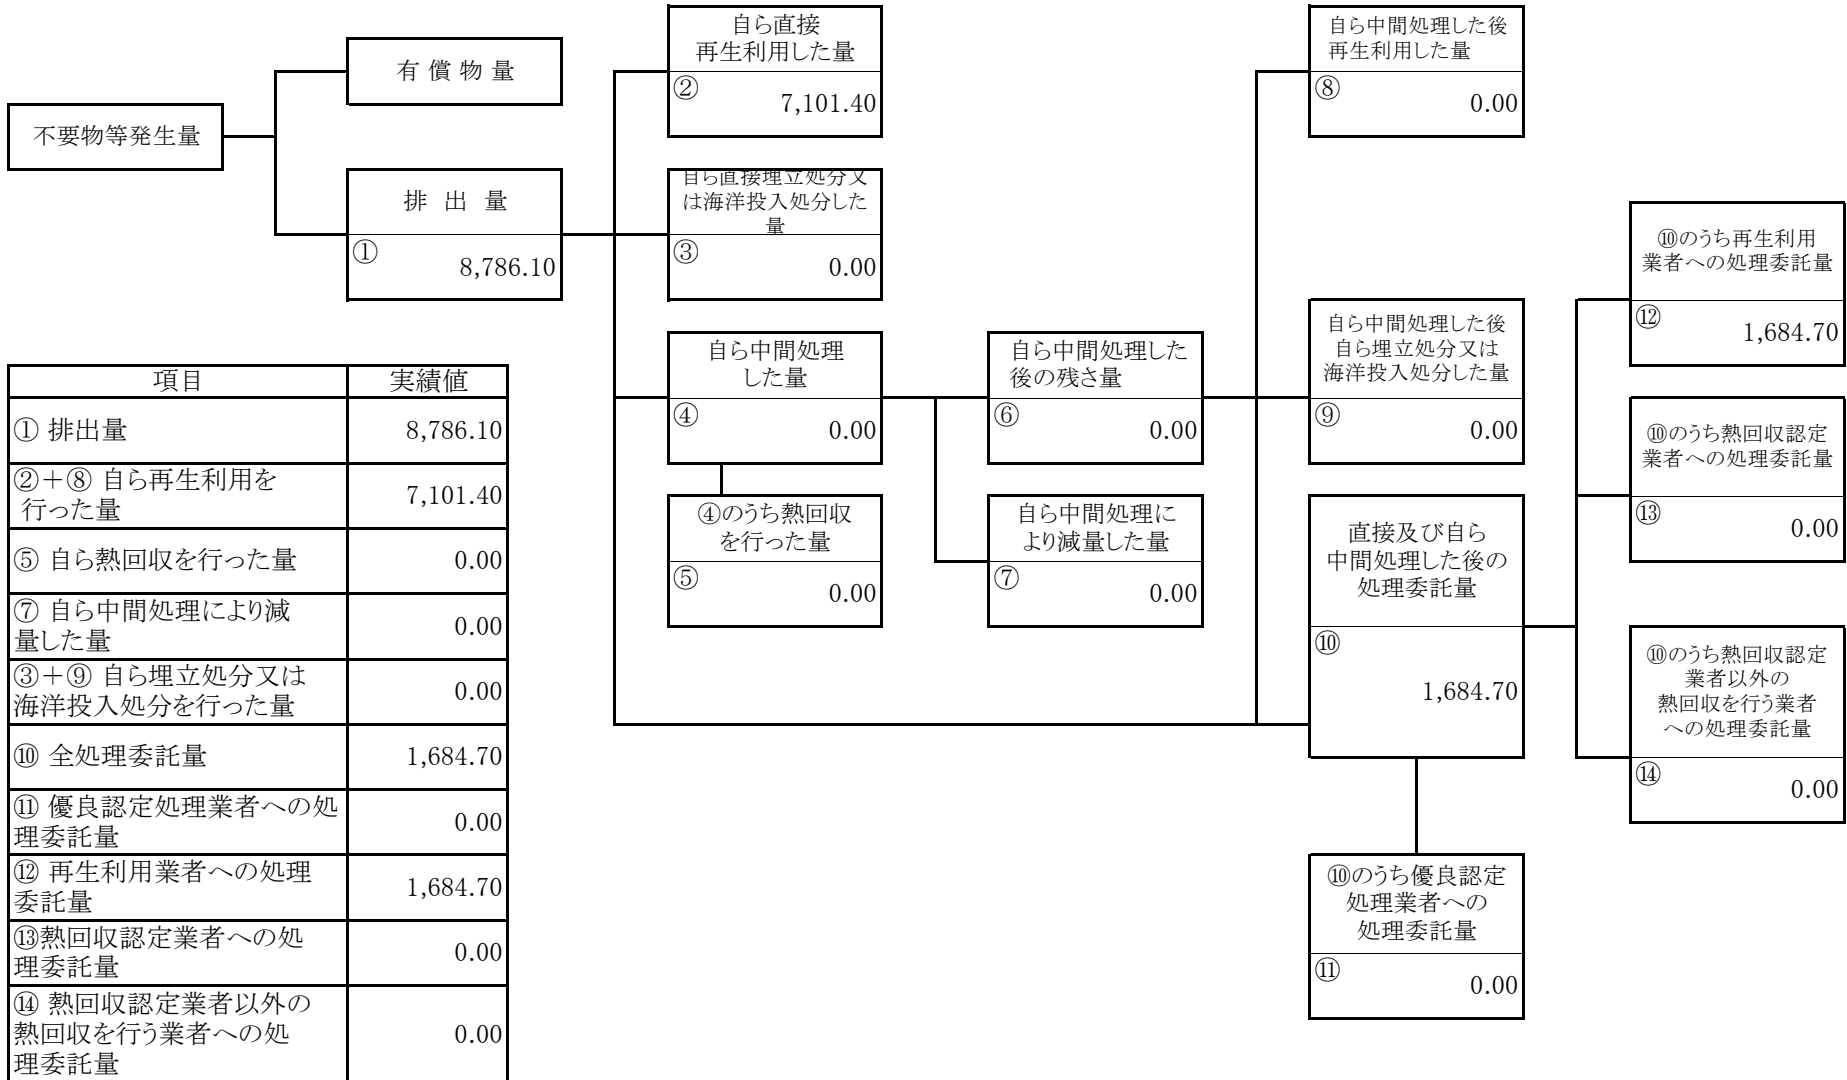 不要物等発生量
有 償 物 量
排 出 量
①
8,786.10
自ら直接
再生利用した量
②
7,101.40
自ら直接埋立処分又
は海洋投入処分した
量
③
0.00
自ら中間処理
した量
④
0.00
④のうち熱回収
を行った量
⑤
0.00
自ら中間処理した
後の残さ量
⑥
0.00
自ら中間処理に
より減量した量
⑦
0.00
自ら中間処理した後
再生利用した量
⑧
0.00
自ら中間処理した後
自ら埋立処分又は
海洋投入処分した量
⑨
0.00
直接及び自ら
中間処理した後の
処理委託量
⑩
1,684.70
⑩のうち優良認定
処理業者への
処理委託量
⑪
0.00
⑩のうち再生利用
業者への処理委託量
⑫
1,684.70
⑩のうち熱回収認定
業者への処理委託量
⑬
0.00
⑩のうち熱回収認定
業者以外の
熱回収を行う業者
への処理委託量
⑭
0.00
項目 実績値
① 排出量 8,786.10
②＋⑧ 自ら再生利用を
行った量 7,101.40
⑤ 自ら熱回収を行った量 0.00
⑦ 自ら中間処理により減
量した量 0.00
③＋⑨ 自ら埋立処分又は
海洋投入処分を行った量 0.00
⑩ 全処理委託量 1,684.70
⑪ 優良認定処理業者への処
理委託量 0.00
⑫ 再生利用業者への処理
委託量 1,684.70
⑬熱回収認定業者への処
理委託量 0.00
⑭ 熱回収認定業者以外の
熱回収を行う業者への処
理委託量 0.00